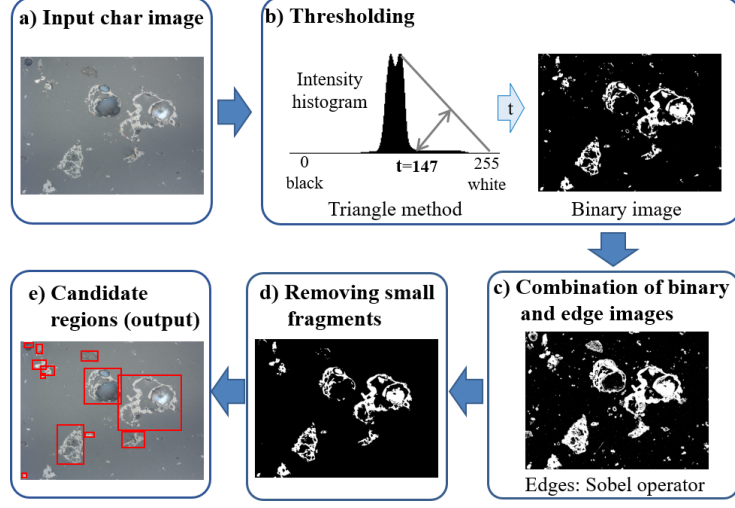 a) Input char image
b) Thresholding
Intensity
histogram
0
black
t=147
255
white
t
Triangle method
Binary image
c) Combination of binary
and edge images
Edges: Sobel operator
d) Removing small
fragments
e) Candidate
regions (output)